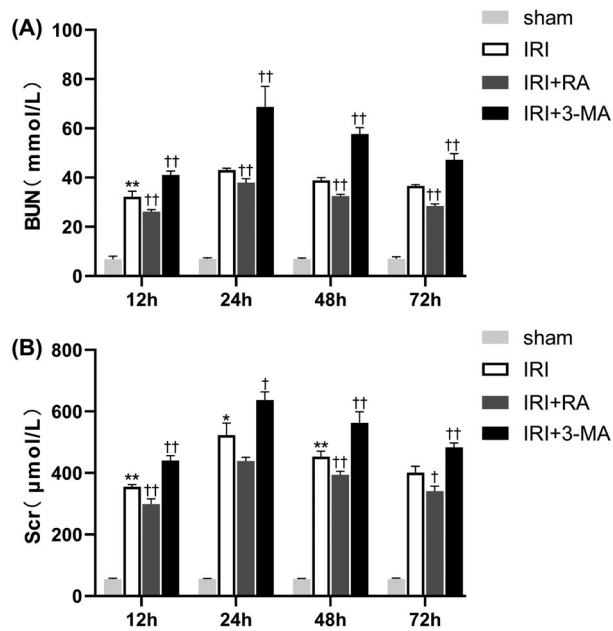 (A)
100
80
60
40
20
0
BUN( mmol/L)
** †† ††
†† ††
†† ††
†† ††
12h 24h 48h 72h
sham
IRI
IRI+RA
IRI+3-MA
(B)
800
600
400
200
0
Scr( μmol/L)
** †† ††
* †
** †† ††
† ††
12h 24h 48h 72h
sham
IRI
IRI+RA
IRI+3-MA